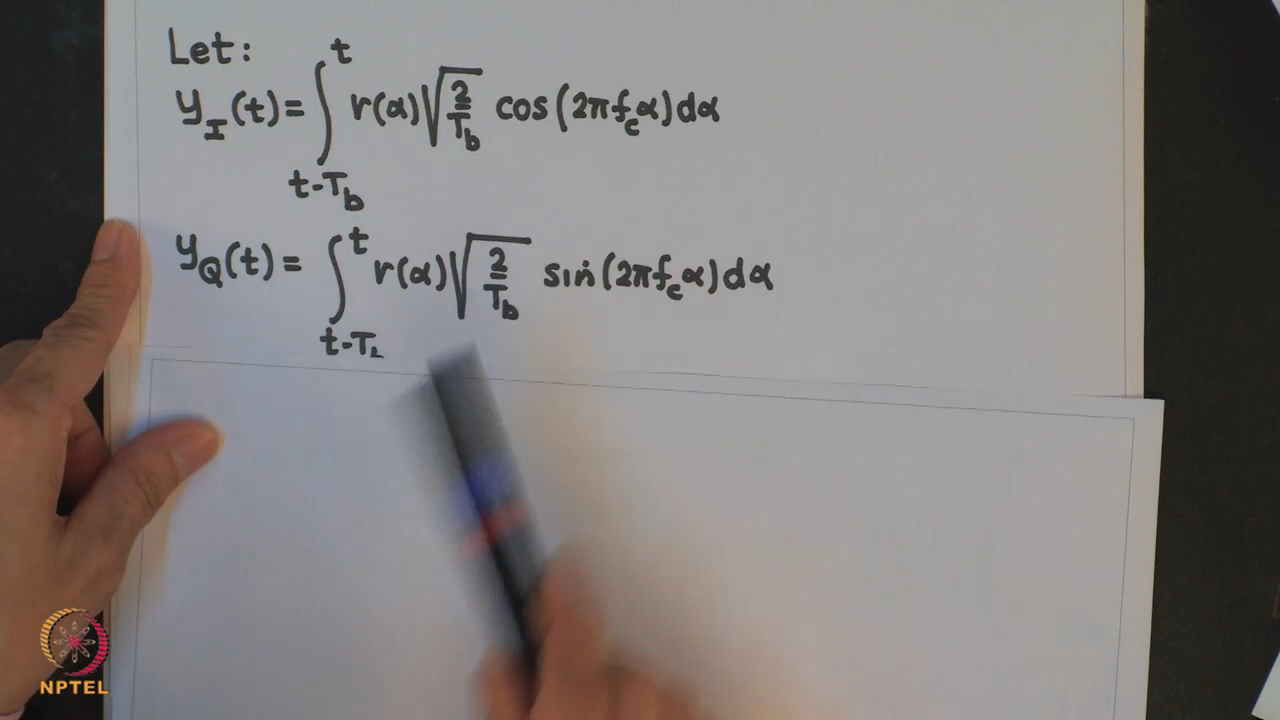 Let:
y_I(t) = ∫_{t-T_b}^{t} r(α) √(2/T_b) cos(2πf_c α) dα
y_Q(t) = ∫_{t-T_b}^{t} r(α) √(2/T_b) sin(2πf_c α) dα
NPTEL